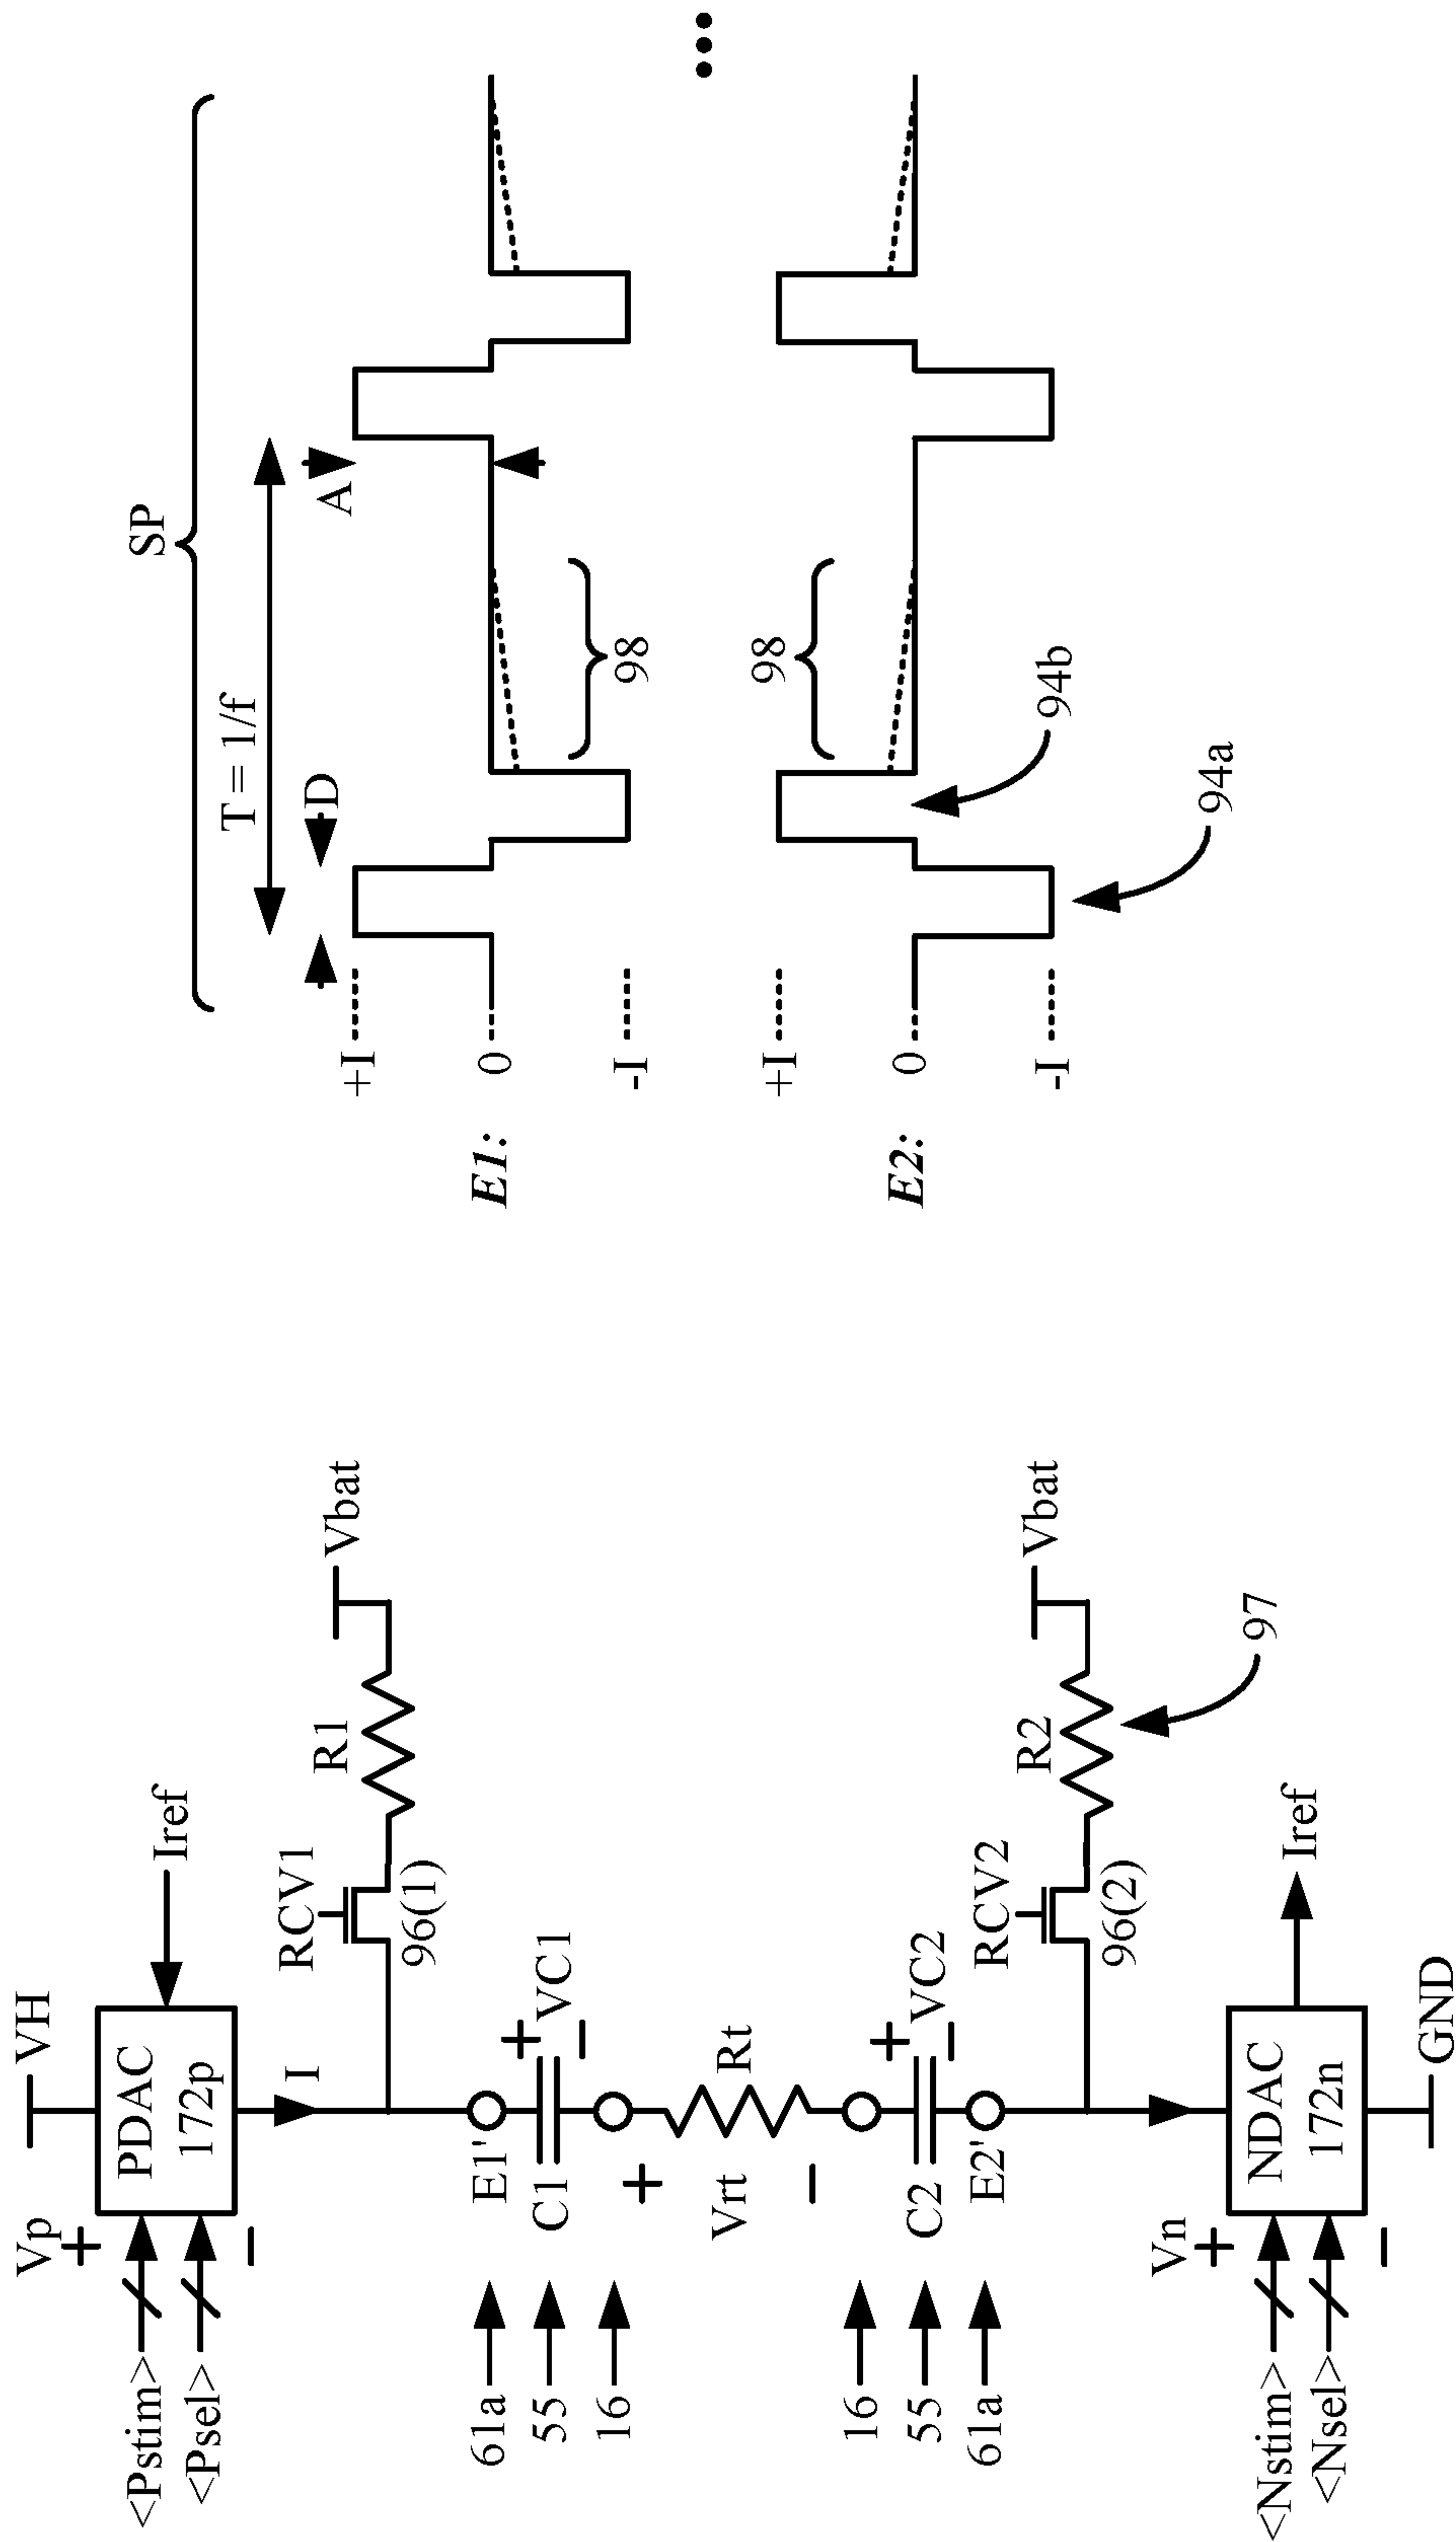 VH
Vp
+
<Pstim>
<Psel>
−
PDAC
172p
Iref
I
RCV1
96(1)
R1
Vbat
61a
E1'
55
C1
+
VC1
−
16
+
Vrt
−
Rt
16
55
C2
+
VC2
−
61a
E2'
RCV2
96(2)
R2
Vbat
97
Vn
+
<Nstim>
<Nsel>
−
NDAC
172n
Iref
GND
SP
T = 1/f
D
A
E1:
+I
0
-I
98
E2:
+I
0
-I
98
94b
94a
•••